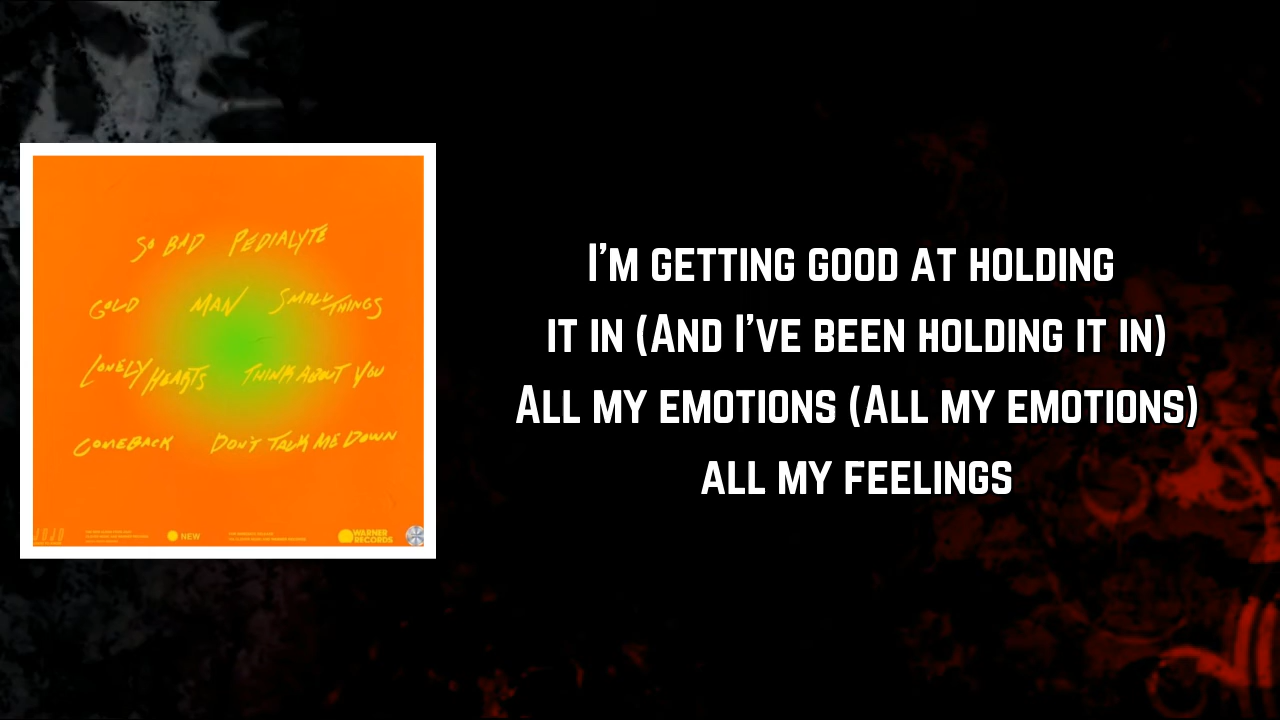 So BAD PEDIALYTE
GOLD MAN SMALL THINGS
LONELY HEARTS THINK ABOUT YOU
COMEBACK DON'T TALK ME DOWN
JOJO
NEW
WARNER
RECORDS
I'M GETTING GOOD AT HOLDING
IT IN (AND I'VE BEEN HOLDING IT IN)
ALL MY EMOTIONS (ALL MY EMOTIONS)
ALL MY FEELINGS